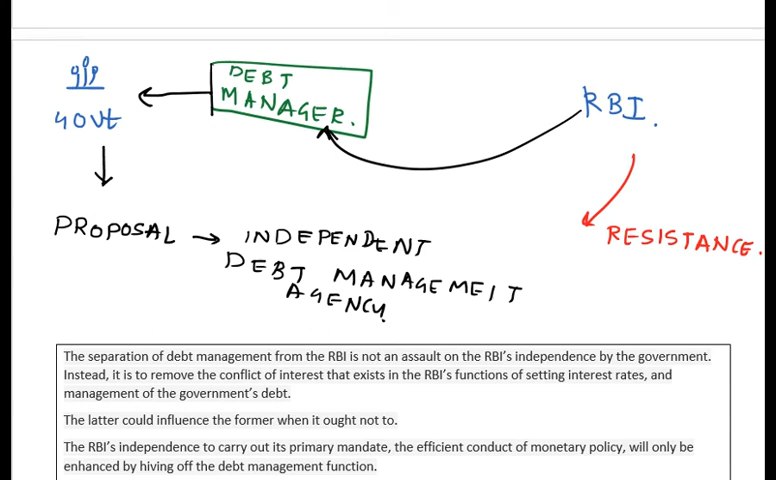 DEBT
MANAGER.
RBI.
GOVt
PROPOSAL → INDEPENDENT
DEBT MANAGEMEIT
AGENCY.
RESISTANCE.
The separation of debt management from the RBI is not an assault on the RBI's independence by the government.
Instead, it is to remove the conflict of interest that exists in the RBI's functions of setting interest rates, and
management of the government's debt.
The latter could influence the former when it ought not to.
The RBI's independence to carry out its primary mandate, the efficient conduct of monetary policy, will only be
enhanced by hiving off the debt management function.